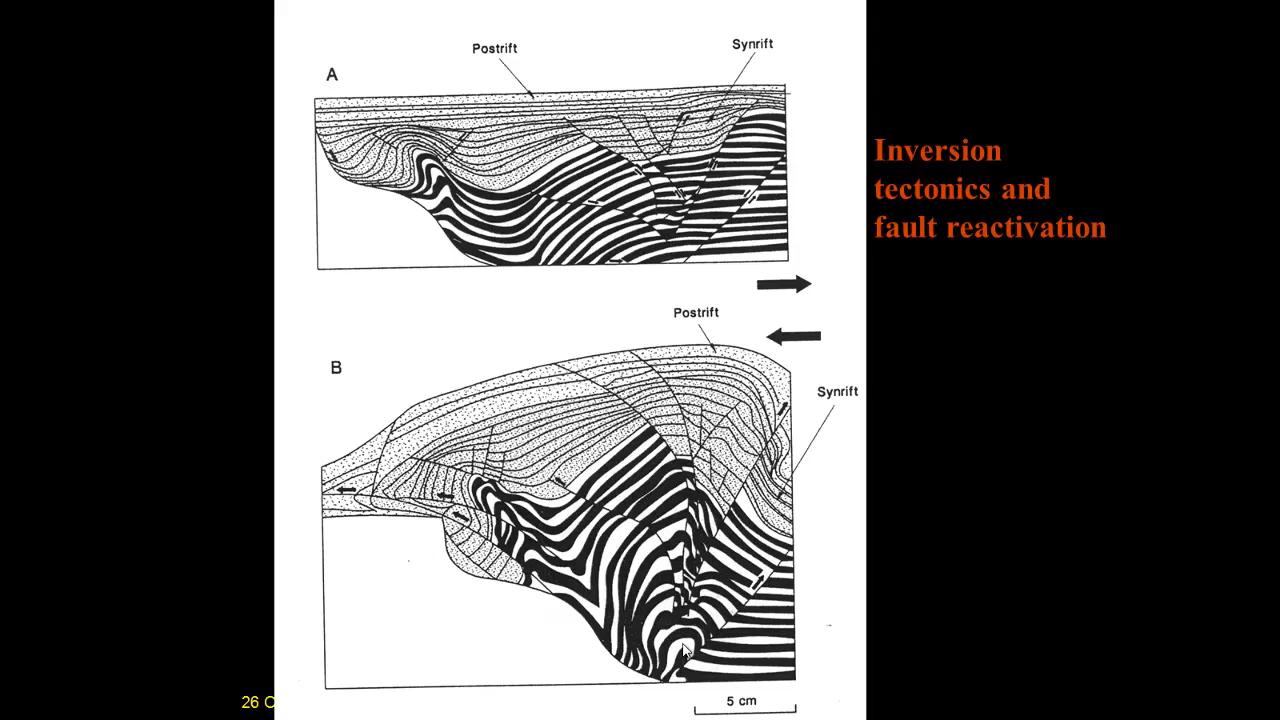 Postrift
Synrift
A
Inversion
tectonics and
fault reactivation
Postrift
B
Synrift
26
5 cm